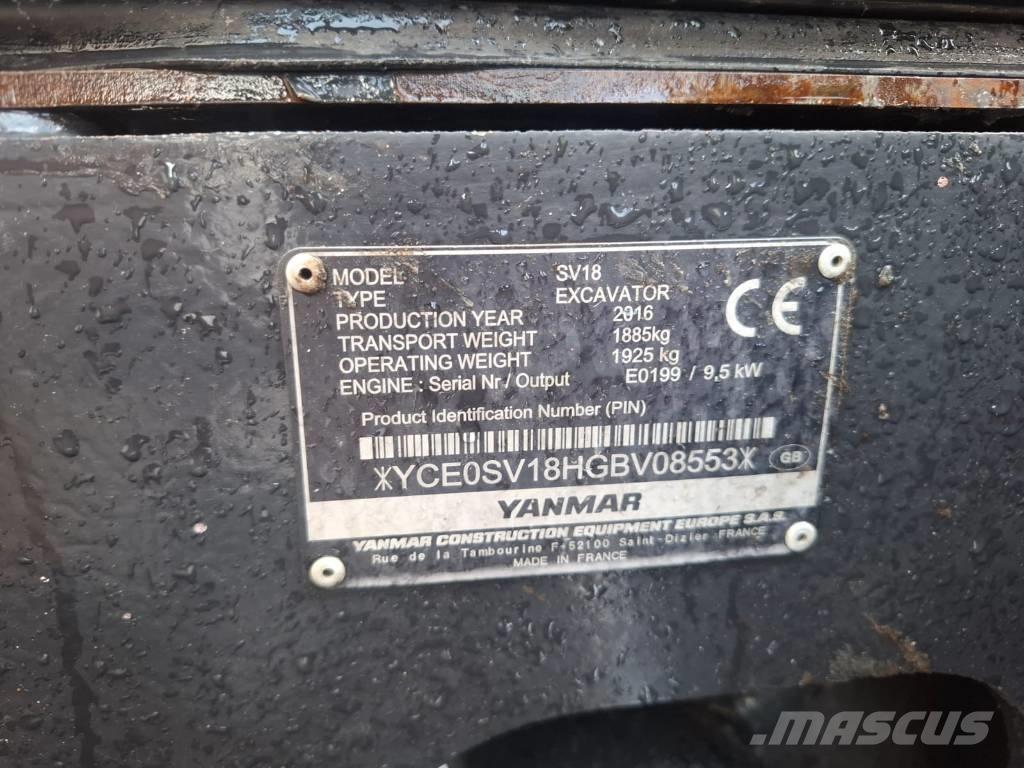 MODEL SV18
TYPE EXCAVATOR
PRODUCTION YEAR 2016
TRANSPORT WEIGHT 1885kg
OPERATING WEIGHT 1925 kg
ENGINE : Serial Nr / Output E0199 / 9,5 kW
CE
Product Identification Number (PIN)
*YCE0SV18HGBV08553* GB
YANMAR
YANMAR CONSTRUCTION EQUIPMENT EUROPE S.A.S.
Rue de la Tambourine F-52100 Saint-Dizier FRANCE
MADE IN FRANCE
MASCUS